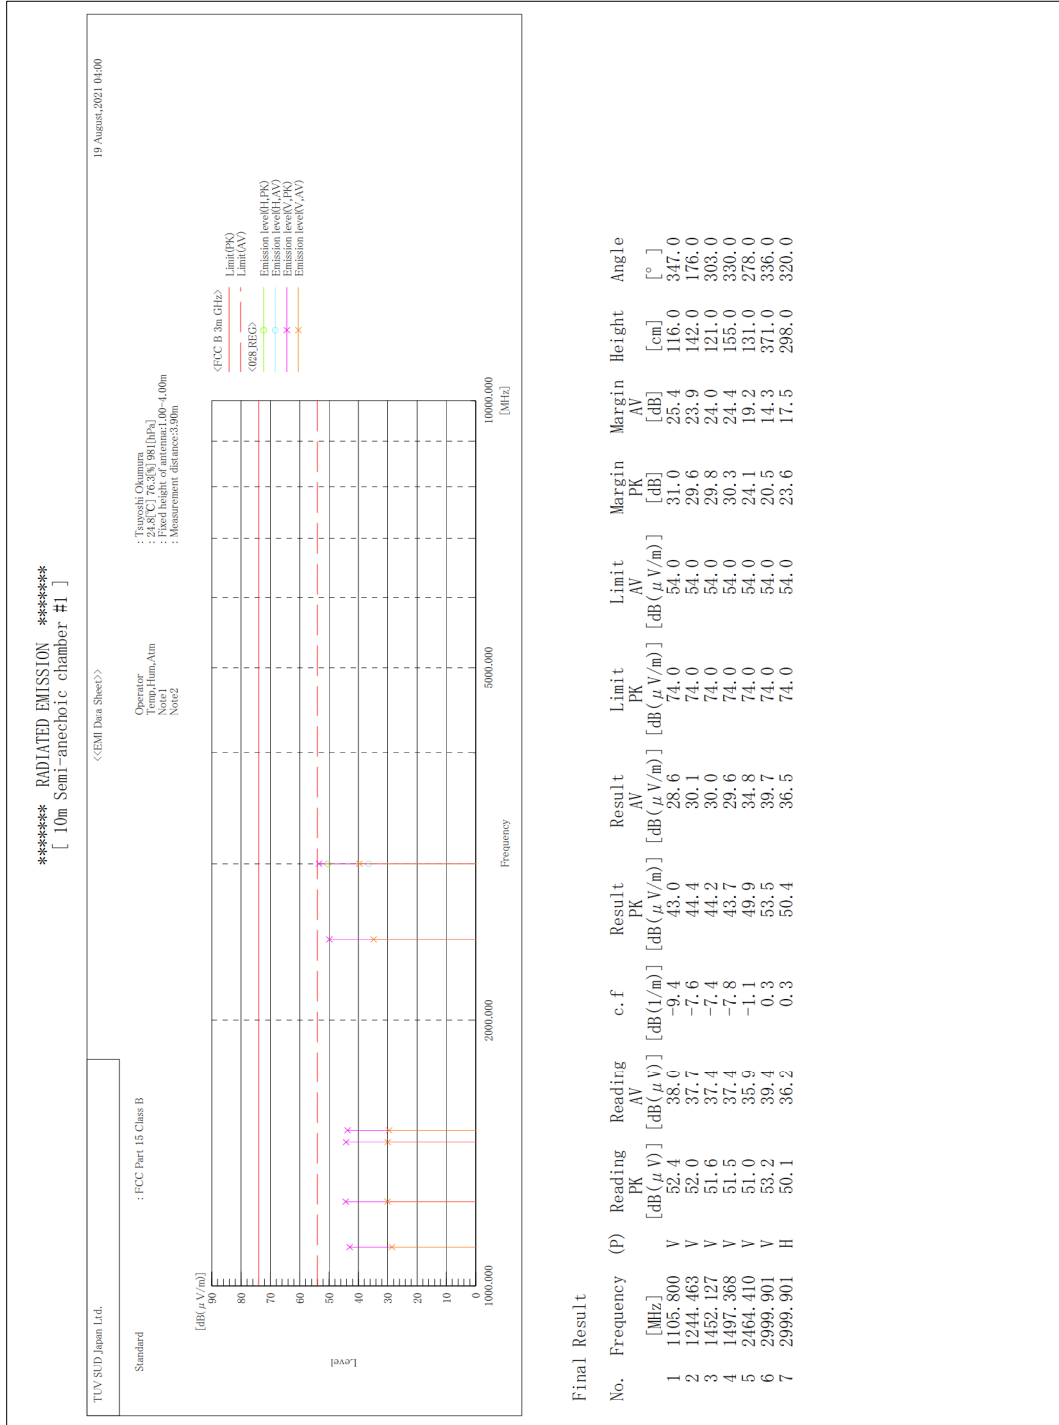 ******* RADIATED EMISSION *******
[ 10m Semi-anechoic chamber #1 ]
TUV SUD Japan Ltd.
<<EMI Data Sheet>>
19 August,2021 04:00
Standard : FCC Part 15 Class B
Operator : Tsuyoshi Okumura
Temp,Hum,Atm : 24.8[℃] 76.3[%] 981[hPa]
Note1 : Fixed height of antenna:1.00-4.00m
Note2 : Measurement distance:3.90m
<FCC B 3m GHz>
Limit(PK)
Limit(AV)
<028_REG>
Emission level(H,PK)
Emission level(H,AV)
Emission level(V,PK)
Emission level(V,AV)
[dB(μV/m)]
90
80
70
60
50
40
30
20
10
0
Level
1000.000 2000.000 5000.000 10000.000
Frequency [MHz]
Final Result
No. Frequency (P) Reading Reading c.f Result Result Limit Limit Margin Margin Height Angle
PK AV PK AV PK AV PK AV
[MHz] [dB(μV)] [dB(μV)] [dB(1/m)] [dB(μV/m)] [dB(μV/m)] [dB(μV/m)] [dB(μV/m)] [dB] [dB] [cm] [°]
1 1105.800 V 52.4 38.0 -9.4 43.0 28.6 74.0 54.0 31.0 25.4 116.0 347.0
2 1244.463 V 52.0 37.7 -7.6 44.4 30.1 74.0 54.0 29.6 23.9 142.0 176.0
3 1452.127 V 51.6 37.4 -7.4 44.2 30.0 74.0 54.0 29.8 24.0 121.0 303.0
4 1497.368 V 51.5 37.4 -7.8 43.7 29.6 74.0 54.0 30.3 24.4 155.0 330.0
5 2464.410 V 51.0 35.9 -1.1 49.9 34.8 74.0 54.0 24.1 19.2 131.0 278.0
6 2999.901 V 53.2 39.4 0.3 53.5 39.7 74.0 54.0 20.5 14.3 371.0 336.0
7 2999.901 H 50.1 36.2 0.3 50.4 36.5 74.0 54.0 23.6 17.5 298.0 320.0